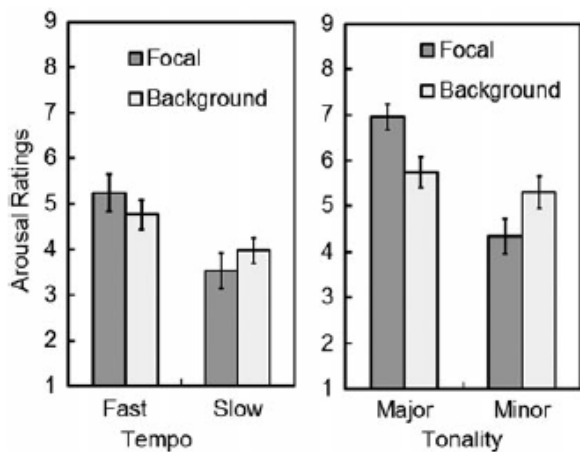 Arousal Ratings
9
8
7
6
5
4
3
2
1
Focal
Background
Fast Slow
Tempo
9
8
7
6
5
4
3
2
1
Focal
Background
Major Minor
Tonality